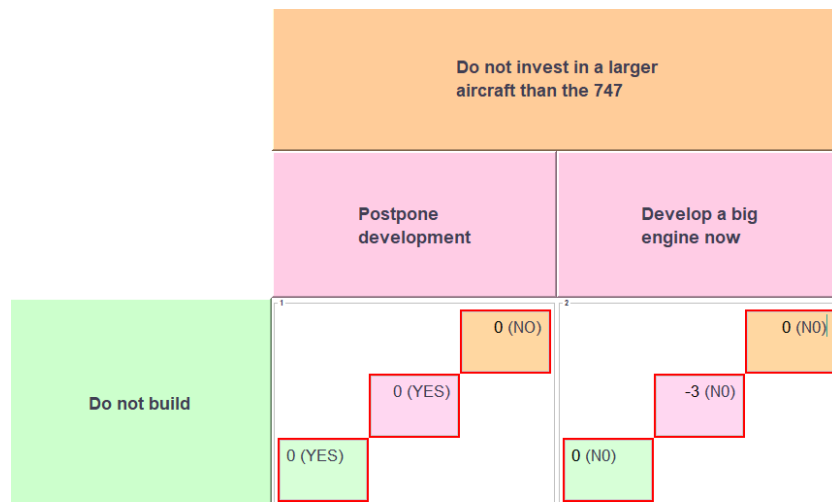 Do not invest in a larger
aircraft than the 747
Postpone
development
Develop a big
engine now
Do not build
1
0 (NO)
0 (YES)
0 (YES)
2
0 (N0)
-3 (N0)
0 (N0)